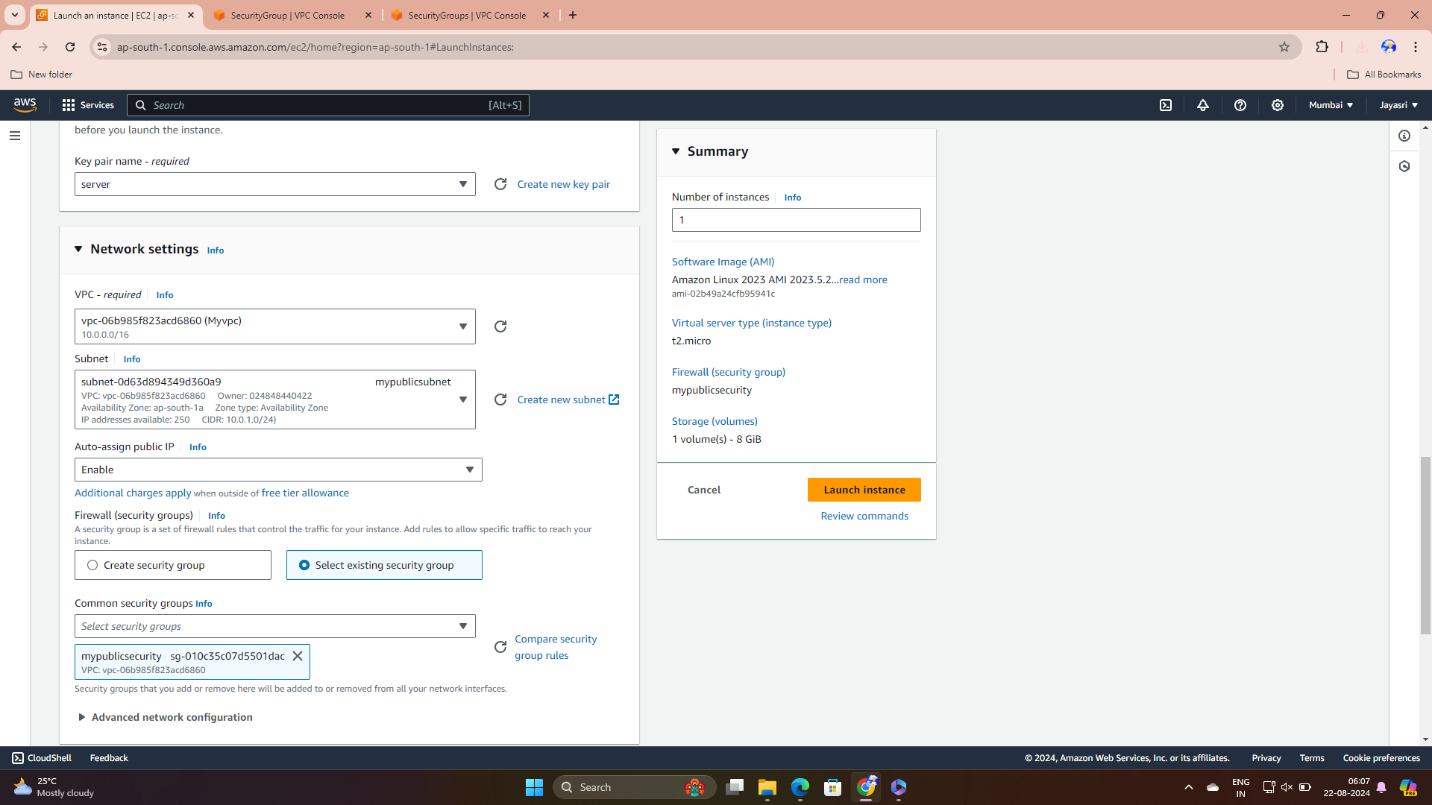 Launch an instance | EC2 | ap-so
SecurityGroup | VPC Console
SecurityGroups | VPC Console
ap-south-1.console.aws.amazon.com/ec2/home?region=ap-south-1#LaunchInstances:
New folder
All Bookmarks
aws
Services
Search
[Alt+S]
Mumbai
Jayasri
before you launch the instance.
Key pair name - required
server
Create new key pair
Network settings Info
VPC - required Info
vpc-06b985f823acd6860 (Myvpc)
10.0.0.0/16
Subnet Info
subnet-0d63d894349d360a9 mypublicsubnet
VPC: vpc-06b985f823acd6860 Owner: 024848440422
Availability Zone: ap-south-1a Zone type: Availability Zone
IP addresses available: 250 CIDR: 10.0.1.0/24)
Create new subnet
Auto-assign public IP Info
Enable
Additional charges apply when outside of free tier allowance
Firewall (security groups) Info
A security group is a set of firewall rules that control the traffic for your instance. Add rules to allow specific traffic to reach your
instance.
Create security group
Select existing security group
Common security groups Info
Select security groups
mypublicsecurity sg-010c35c07d5501dac
VPC: vpc-06b985f823acd6860
Compare security
group rules
Security groups that you add or remove here will be added to or removed from all your network interfaces.
Advanced network configuration
Summary
Number of instances Info
1
Software Image (AMI)
Amazon Linux 2023 AMI 2023.5.2...read more
ami-02b49a24cfb95941c
Virtual server type (instance type)
t2.micro
Firewall (security group)
mypublicsecurity
Storage (volumes)
1 volume(s) - 8 GiB
Cancel
Launch instance
Review commands
CloudShell
Feedback
© 2024, Amazon Web Services, Inc. or its affiliates.
Privacy
Terms
Cookie preferences
25°C
Mostly cloudy
Search
ENG
IN
06:07
22-08-2024